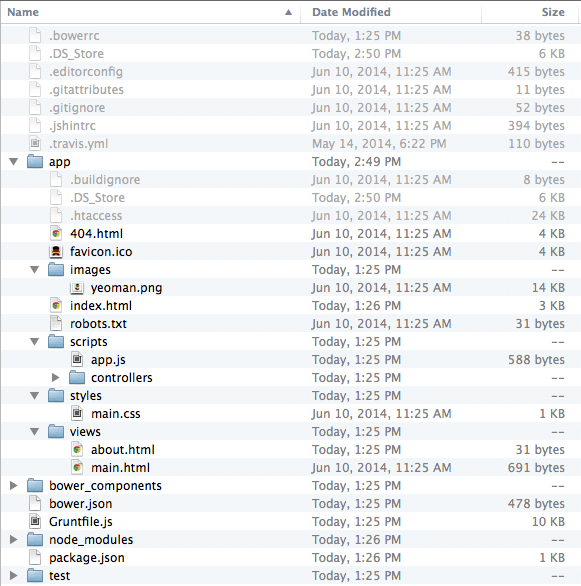 Name Date Modified Size
.bowerrc Today, 1:25 PM 38 bytes
.DS_Store Today, 2:50 PM 6 KB
.editorconfig Jun 10, 2014, 11:25 AM 415 bytes
.gitattributes Jun 10, 2014, 11:25 AM 11 bytes
.gitignore Jun 10, 2014, 11:25 AM 52 bytes
.jshintrc Jun 10, 2014, 11:25 AM 394 bytes
.travis.yml May 14, 2014, 6:22 PM 110 bytes
app Today, 2:49 PM --
.buildignore Jun 10, 2014, 11:25 AM 8 bytes
.DS_Store Today, 2:50 PM 6 KB
.htaccess Jun 10, 2014, 11:25 AM 24 KB
404.html Jun 10, 2014, 11:25 AM 4 KB
favicon.ico Jun 10, 2014, 11:25 AM 4 KB
images Today, 1:25 PM --
yeoman.png Jun 10, 2014, 11:25 AM 14 KB
index.html Today, 1:26 PM 3 KB
robots.txt Jun 10, 2014, 11:25 AM 31 bytes
scripts Today, 1:25 PM --
app.js Today, 1:25 PM 588 bytes
controllers Today, 1:25 PM --
styles Today, 1:25 PM --
main.css Jun 10, 2014, 11:25 AM 1 KB
views Today, 1:25 PM --
about.html Today, 1:25 PM 31 bytes
main.html Jun 10, 2014, 11:25 AM 691 bytes
bower_components Today, 1:25 PM --
bower.json Today, 1:25 PM 478 bytes
Gruntfile.js Today, 1:25 PM 10 KB
node_modules Today, 1:26 PM --
package.json Today, 1:26 PM 1 KB
test Today, 1:25 PM --